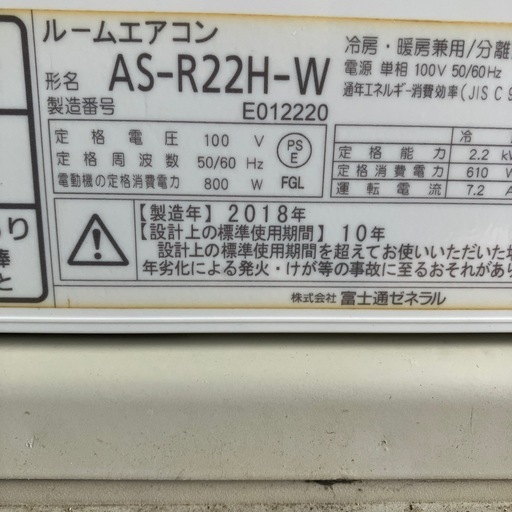 ルームエアコン
形名 AS-R22H-W
製造番号 E012220
冷房・暖房兼用/分離
電源 単相 100V 50/60Hz
通年エネルギー消費効率(JIS C 9
定格電圧 100 V
定格周波数 50/60 Hz
電動機の定格消費電力 800 W
PS
E
FGL
冷
定格能力 2.2 k
定格消費電力 610
運転電流 7.2
【製造年】2018年
【設計上の標準使用期間】10年
設計上の標準使用期間を超えてお使いいただいた場
年劣化による発火・けが等の事故に至るおそれがあり
株式会社 富士通ゼネラル
り
棒
と